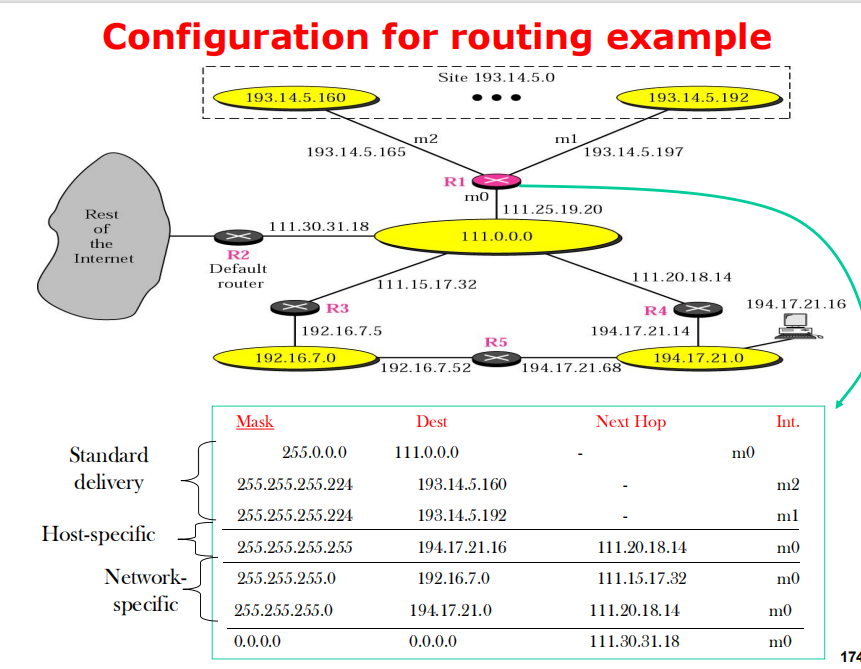 Configuration for routing example
Site 193.14.5.0
193.14.5.160
193.14.5.192
m2
m1
193.14.5.165
193.14.5.197
R1
m0
111.25.19.20
Rest
of
the
Internet
111.30.31.18
111.0.0.0
R2
Default
router
111.15.17.32
111.20.18.14
R3
R4
194.17.21.16
192.16.7.5
194.17.21.14
R5
192.16.7.0
194.17.21.0
192.16.7.52
194.17.21.68
Mask Dest Next Hop Int.
Standard
delivery
255.0.0.0 111.0.0.0 - m0
255.255.255.224 193.14.5.160 - m2
255.255.255.224 193.14.5.192 - m1
Host-specific
255.255.255.255 194.17.21.16 111.20.18.14 m0
Network-
specific
255.255.255.0 192.16.7.0 111.15.17.32 m0
255.255.255.0 194.17.21.0 111.20.18.14 m0
0.0.0.0 0.0.0.0 111.30.31.18 m0
174